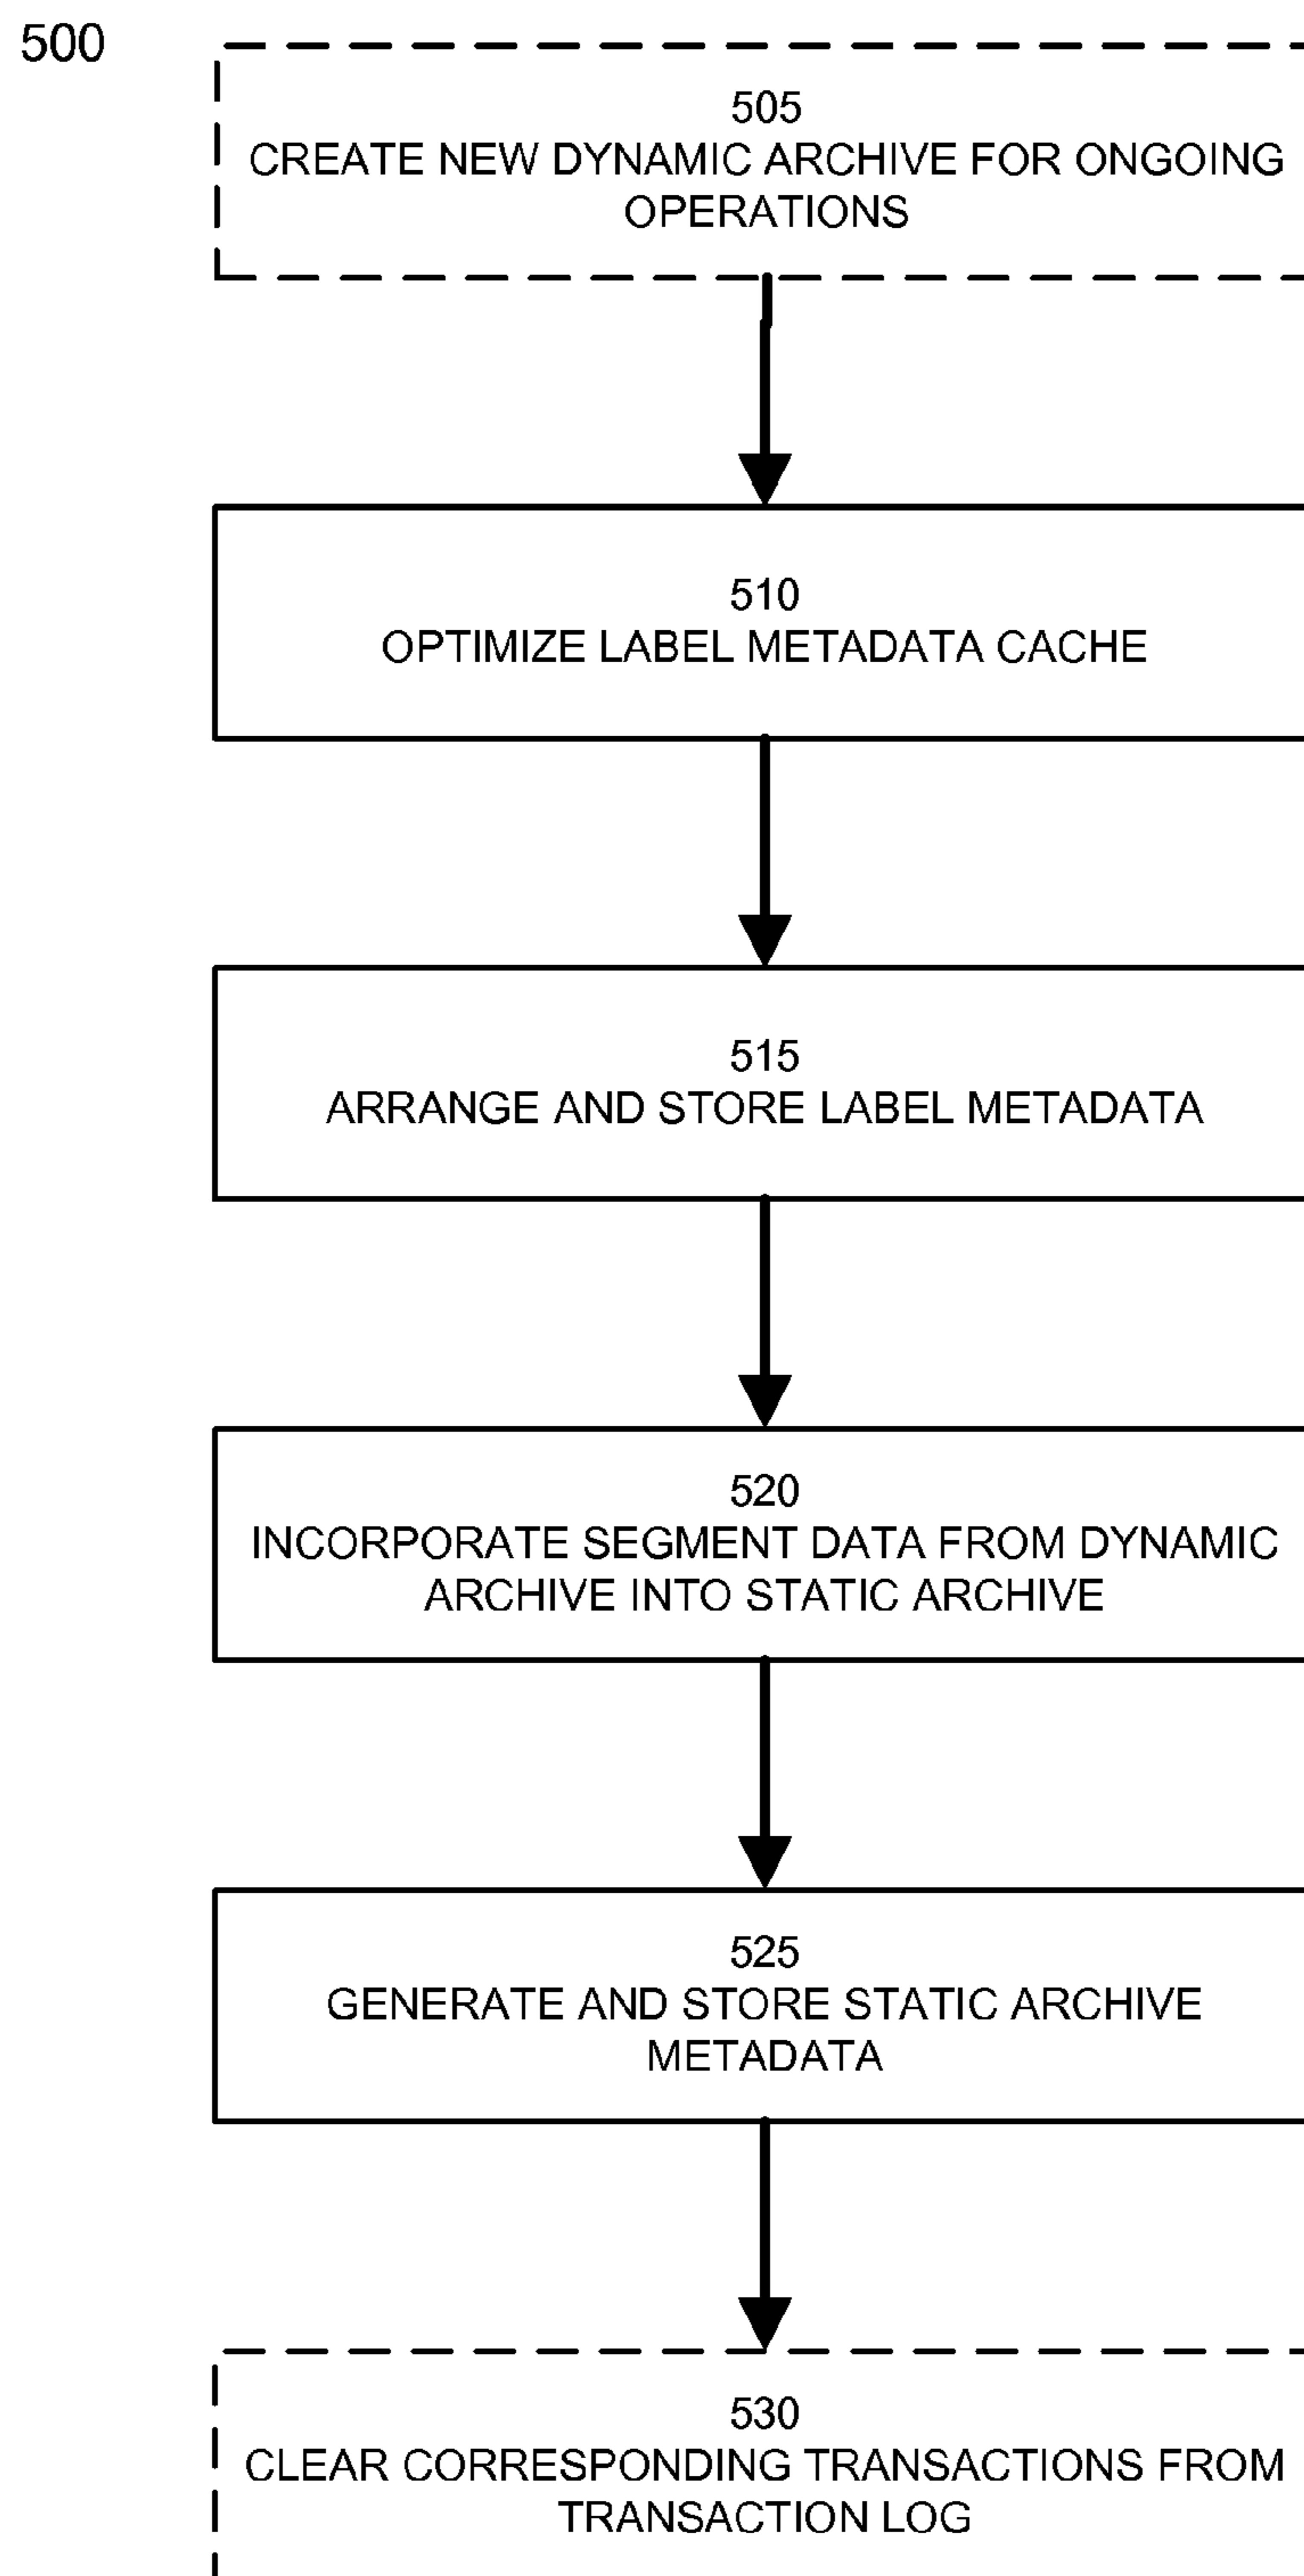 500
505
CREATE NEW DYNAMIC ARCHIVE FOR ONGOING
OPERATIONS
510
OPTIMIZE LABEL METADATA CACHE
515
ARRANGE AND STORE LABEL METADATA
520
INCORPORATE SEGMENT DATA FROM DYNAMIC
ARCHIVE INTO STATIC ARCHIVE
525
GENERATE AND STORE STATIC ARCHIVE
METADATA
530
CLEAR CORRESPONDING TRANSACTIONS FROM
TRANSACTION LOG